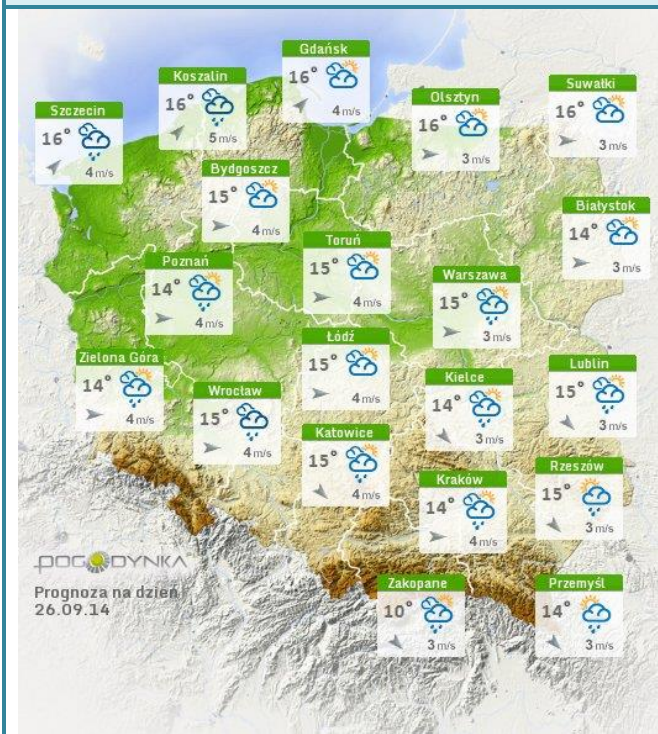 Gdańsk
16°
4 m/s
Koszalin
16°
5 m/s
Suwałki
16°
3 m/s
Olsztyn
16°
3 m/s
Szczecin
16°
4 m/s
Bydgoszcz
15°
4 m/s
Białystok
14°
3 m/s
Toruń
15°
4 m/s
Poznań
14°
4 m/s
Warszawa
15°
3 m/s
Łódź
15°
4 m/s
Zielona Góra
14°
4 m/s
Lublin
15°
3 m/s
Kielce
14°
3 m/s
Wrocław
15°
4 m/s
Katowice
15°
4 m/s
Rzeszów
15°
3 m/s
Kraków
14°
4 m/s
POGODYNKA
Prognoza na dzień
26.09.14
Zakopane
10°
3 m/s
Przemyśl
14°
3 m/s